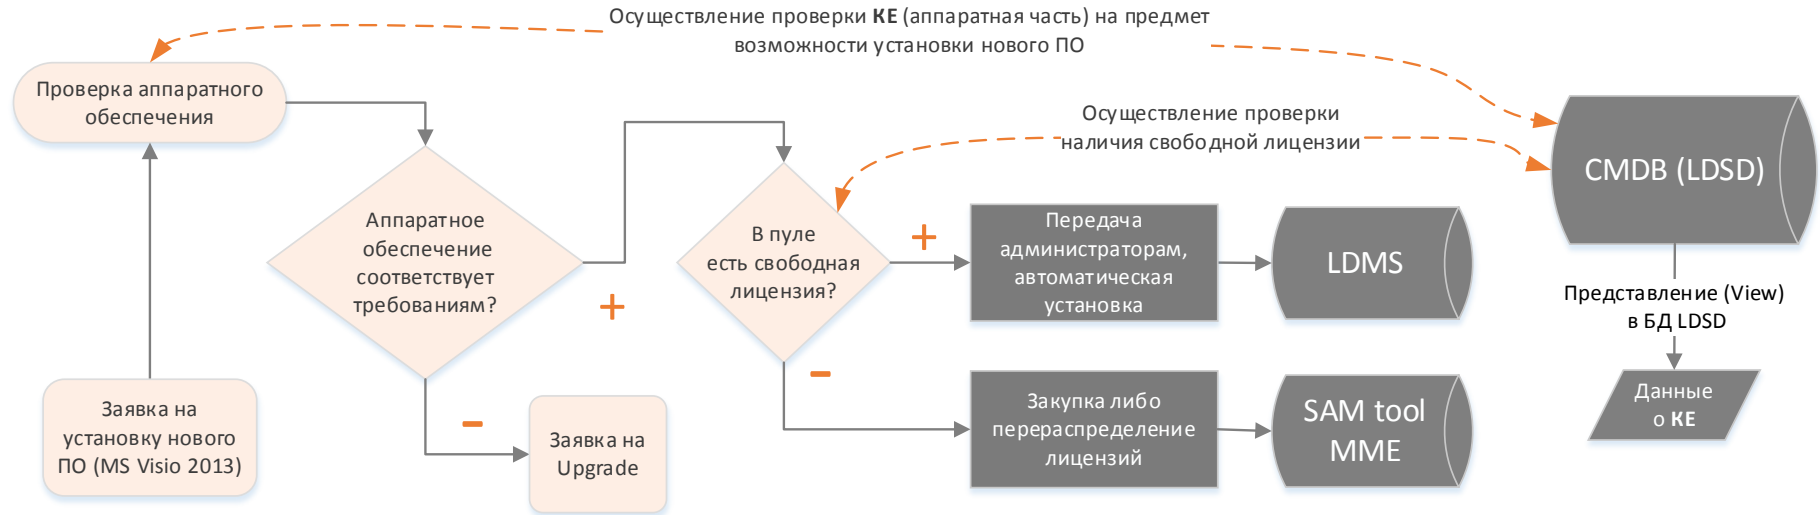 Осуществление проверки КЕ (аппаратная часть) на предмет
возможности установки нового ПО
Проверка аппаратного
обеспечения
Осуществление проверки
наличия свободной лицензии
CMDB (LDSD)
Аппаратное
обеспечение
соответствует
требованиям?
+
−
В пуле
есть свободная
лицензия?
+
−
Передача
администраторам,
автоматическая
установка
LDMS
Представление (View)
в БД LDSD
Заявка на
установку нового
ПО (MS Visio 2013)
Заявка на
Upgrade
Закупка либо
перераспределение
лицензий
SAM tool
MME
Данные
о КЕ